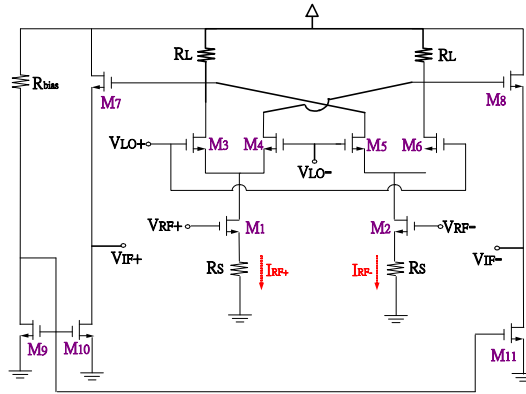 RL RL
Rbias M7 M8
VLO+ M3 M4 M5 M6
VLO-
VRF+ M1 M2 VRF-
VIF+ RS IRF+ IRF- RS VIF-
M9 M10 M11